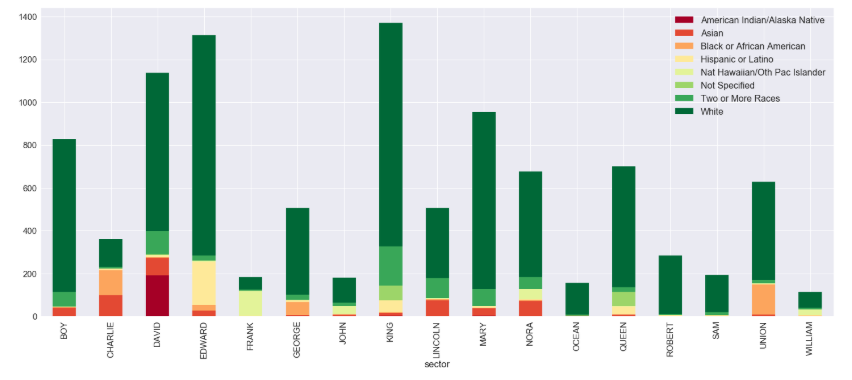 1400
1200
1000
800
600
400
200
0
American Indian/Alaska Native
Asian
Black or African American
Hispanic or Latino
Nat Hawaiian/Oth Pac Islander
Not Specified
Two or More Races
White
BOY
CHARLIE
DAVID
EDWARD
FRANK
GEORGE
JOHN
KING
LINCOLN
MARY
NORA
OCEAN
QUEEN
ROBERT
SAM
UNION
WILLIAM
sector